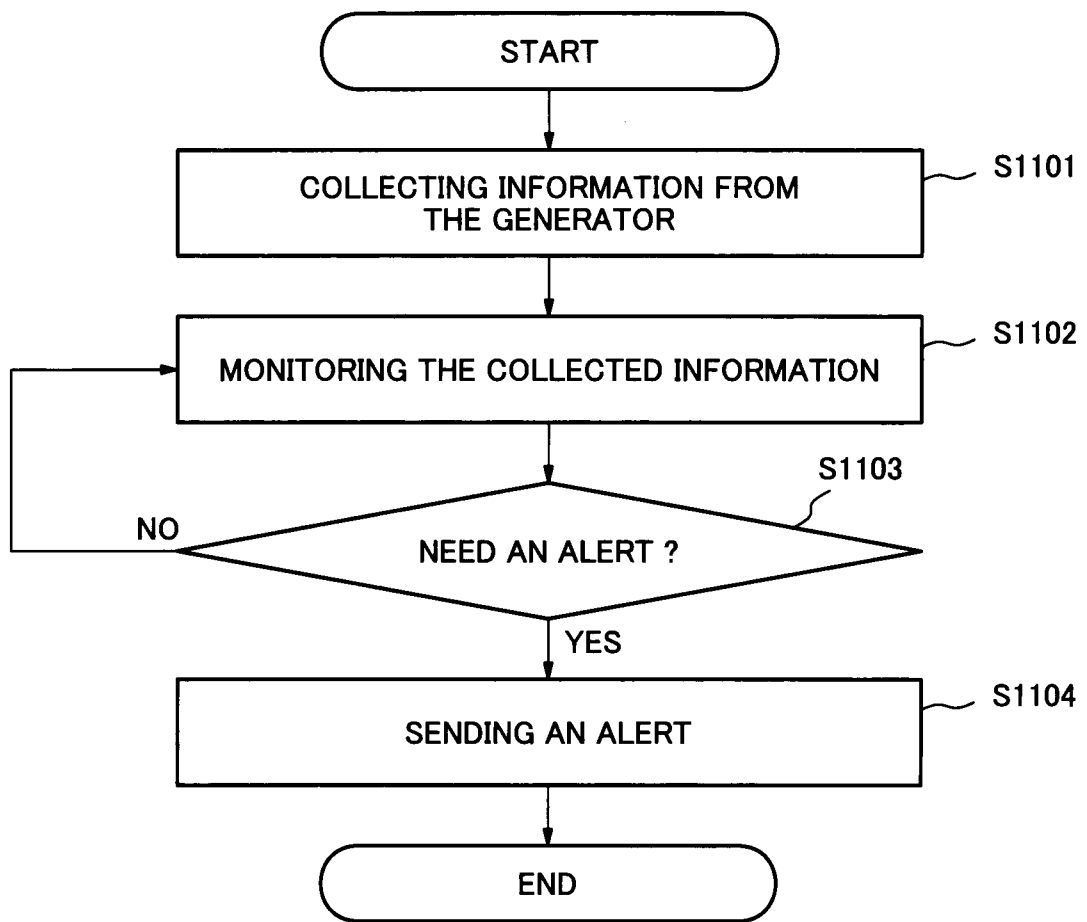 START
COLLECTING INFORMATION FROM
THE GENERATOR
S1101
MONITORING THE COLLECTED INFORMATION
S1102
S1103
NO
NEED AN ALERT ?
YES
SENDING AN ALERT
S1104
END